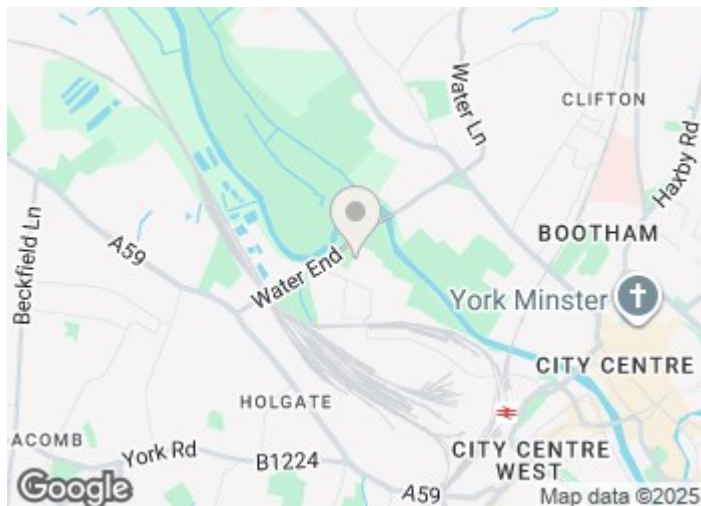 CLIFTON
Water Ln
Haxby Rd
BOOTHAM
A59
Beckfield Ln
Water End
York Minster
CITY CENTRE
HOLGATE
ACOMB
York Rd
B1224
CITY CENTRE
WEST
A59
Google
Map data ©2025